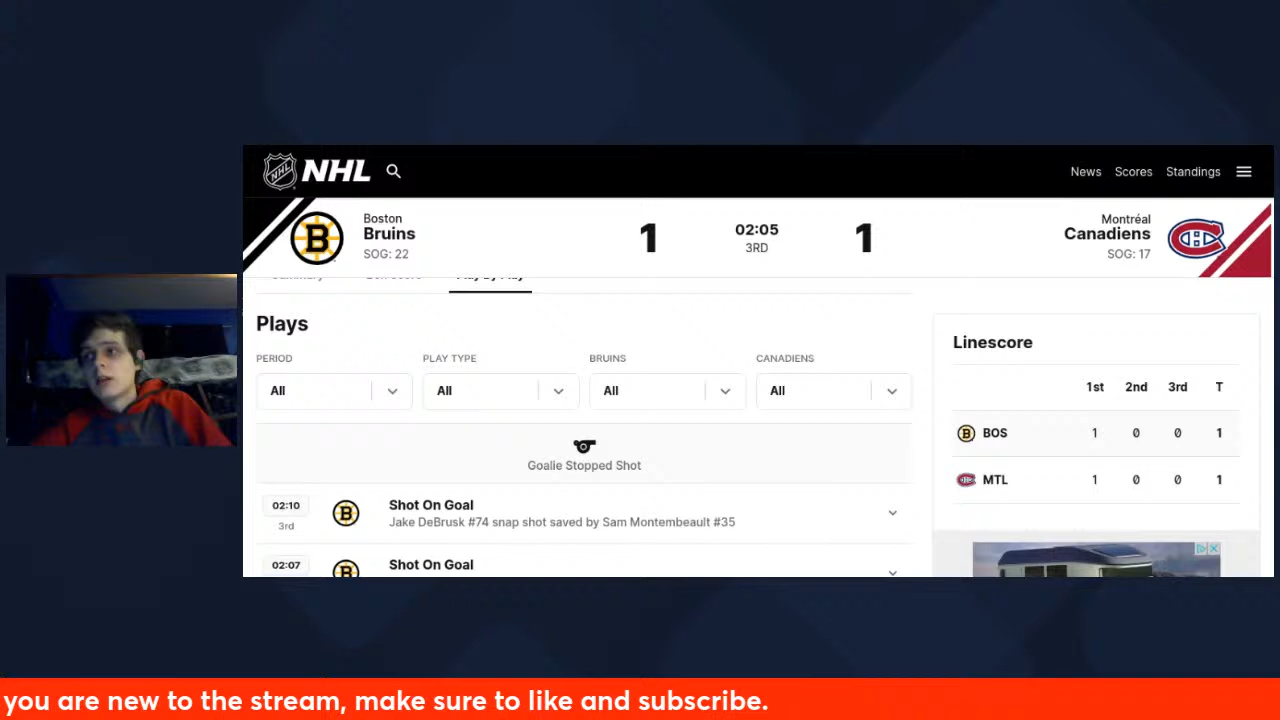 NHL
News Scores Standings
Boston
Bruins
SOG: 22
1
02:05
3RD
1
Montréal
Canadiens
SOG: 17
Play By Play
Plays
PERIOD
All
PLAY TYPE
All
BRUINS
All
CANADIENS
All
Goalie Stopped Shot
02:10
3rd
Shot On Goal
Jake DeBrusk #74 snap shot saved by Sam Montembeault #35
02:07
Shot On Goal
Linescore
1st 2nd 3rd T
BOS 1 0 0 1
MTL 1 0 0 1
you are new to the stream, make sure to like and subscribe.